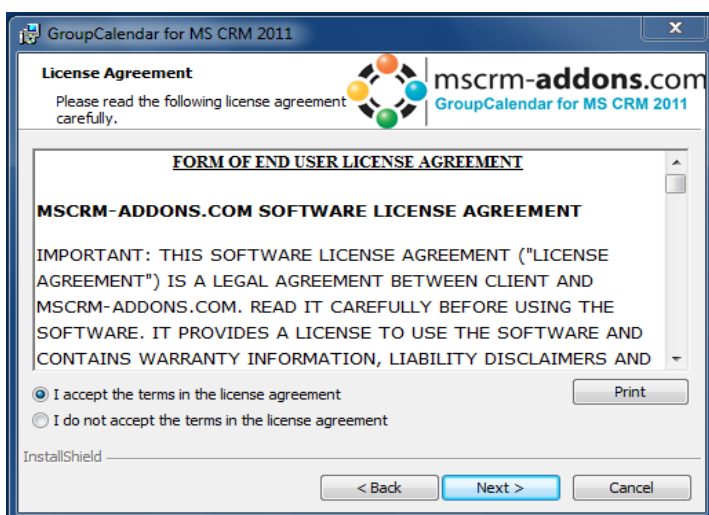 GroupCalendar for MS CRM 2011
x
License Agreement
Please read the following license agreement
carefully.
mscrm-addons.com
GroupCalendar for MS CRM 2011
FORM OF END USER LICENSE AGREEMENT
MSCRM-ADDONS.COM SOFTWARE LICENSE AGREEMENT
IMPORTANT: THIS SOFTWARE LICENSE AGREEMENT ("LICENSE
AGREEMENT") IS A LEGAL AGREEMENT BETWEEN CLIENT AND
MSCRM-ADDONS.COM. READ IT CAREFULLY BEFORE USING THE
SOFTWARE. IT PROVIDES A LICENSE TO USE THE SOFTWARE AND
CONTAINS WARRANTY INFORMATION, LIABILITY DISCLAIMERS AND
I accept the terms in the license agreement
Print
I do not accept the terms in the license agreement
InstallShield
< Back
Next >
Cancel